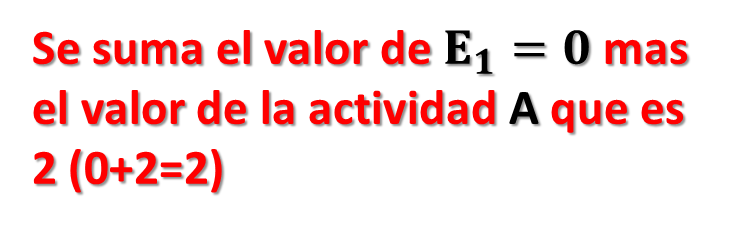 Se suma el valor de E₁ = 0 mas
el valor de la actividad A que es
2 (0+2=2)